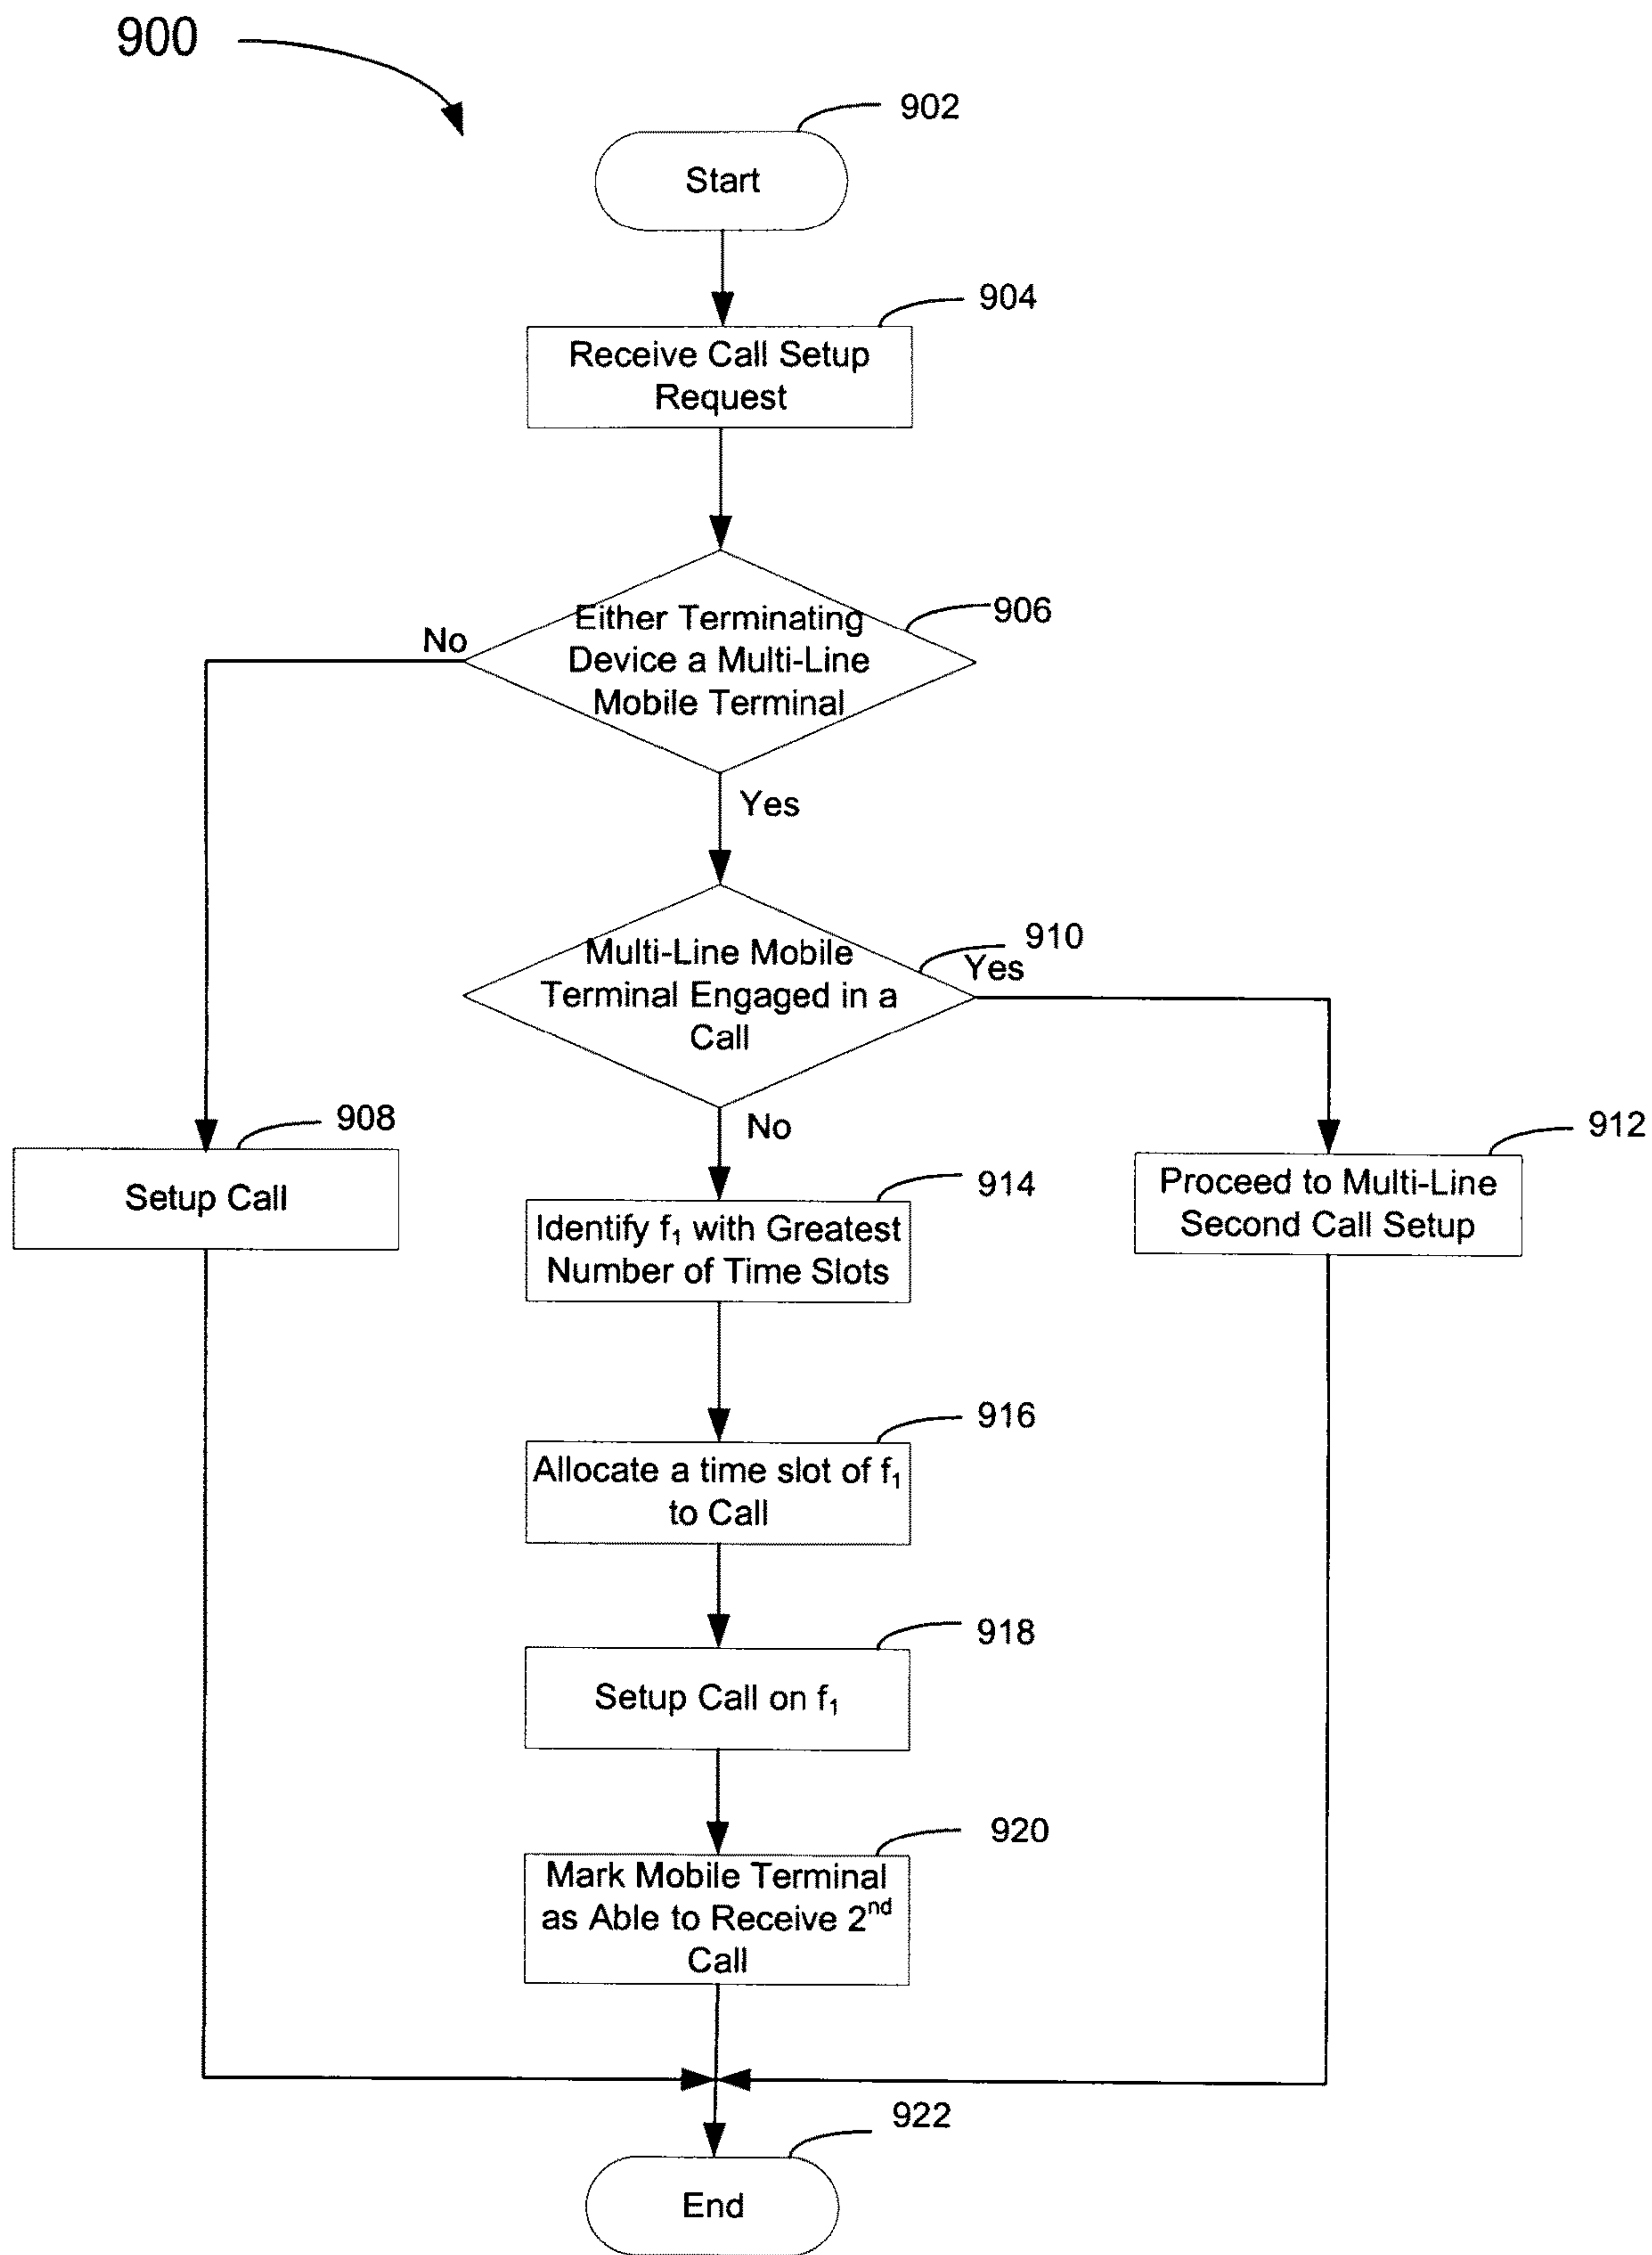 900
902
Start
904
Receive Call Setup
Request
906
Either Terminating
Device a Multi-Line
Mobile Terminal
No
Yes
910
Multi-Line Mobile
Terminal Engaged in a
Call
Yes
No
908
Setup Call
912
Proceed to Multi-Line
Second Call Setup
914
Identify f₁ with Greatest
Number of Time Slots
916
Allocate a time slot of f₁
to Call
918
Setup Call on f₁
920
Mark Mobile Terminal
as Able to Receive 2ⁿᵈ
Call
922
End